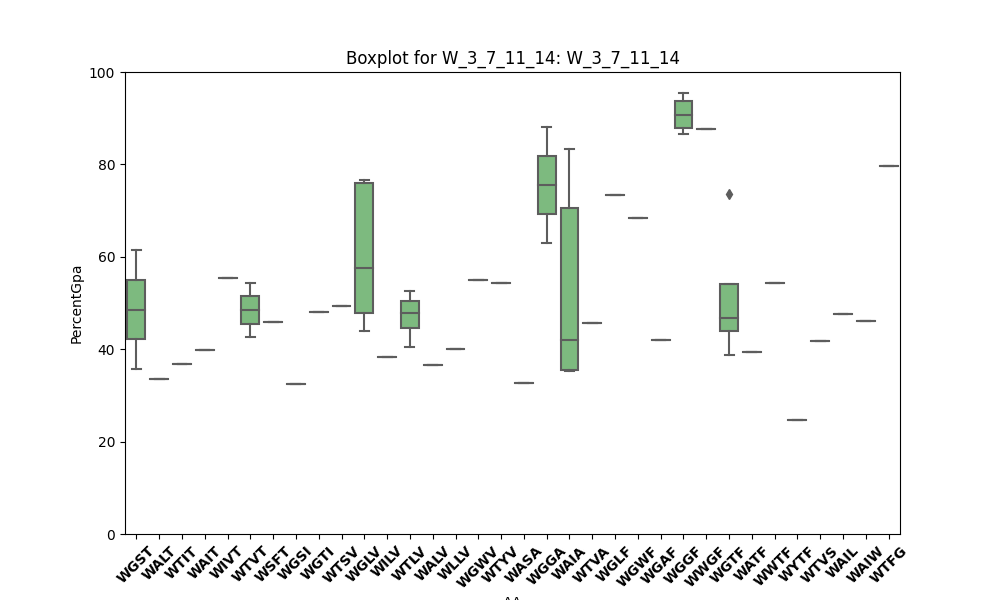 Boxplot for W_3_7_11_14: W_3_7_11_14
PercentGpa
100
80
60
40
20
0
WGST WALT WTIT WAIT WIVT WTVT WSFT WGSI WGTI WTSV WGLV WILV WTLV WALV WLLV WGWV WTYV WASA WGGA WAIA WTVA WGLF WGWF WGAF WGGF WWGF WGTF WATF WWTF WYTF WTVS WAIL WAIW WTFG